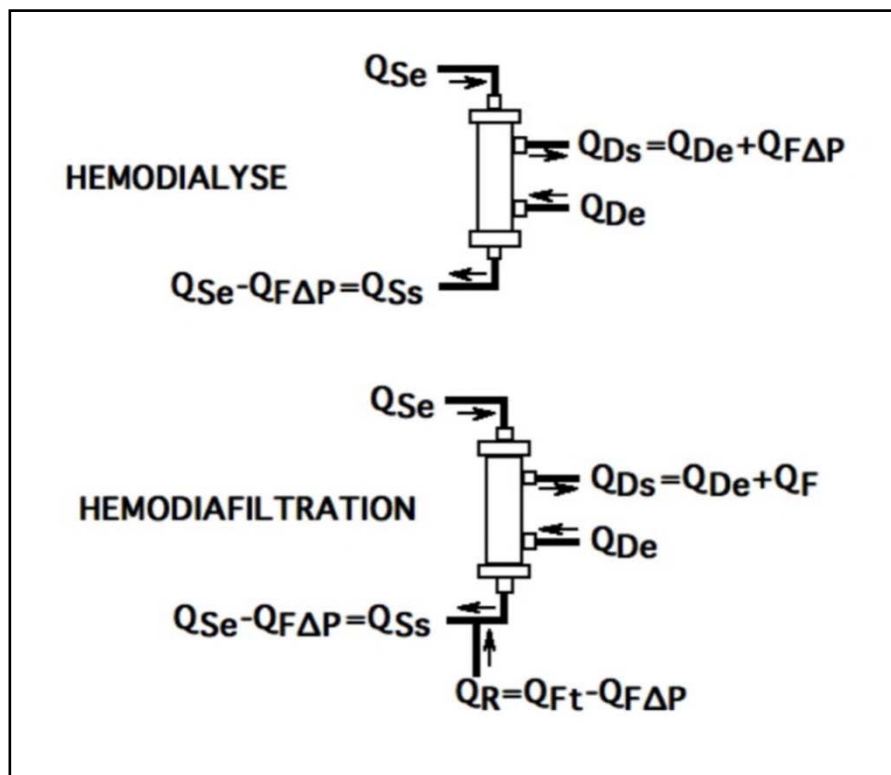 QSe
QDs=QDe+QFΔP
HEMODIALYSE
QDe
QSe-QFΔP=QSs
QSe
QDs=QDe+QF
HEMODIAFILTRATION
QDe
QSe-QFΔP=QSs
QR=QFt-QFΔP